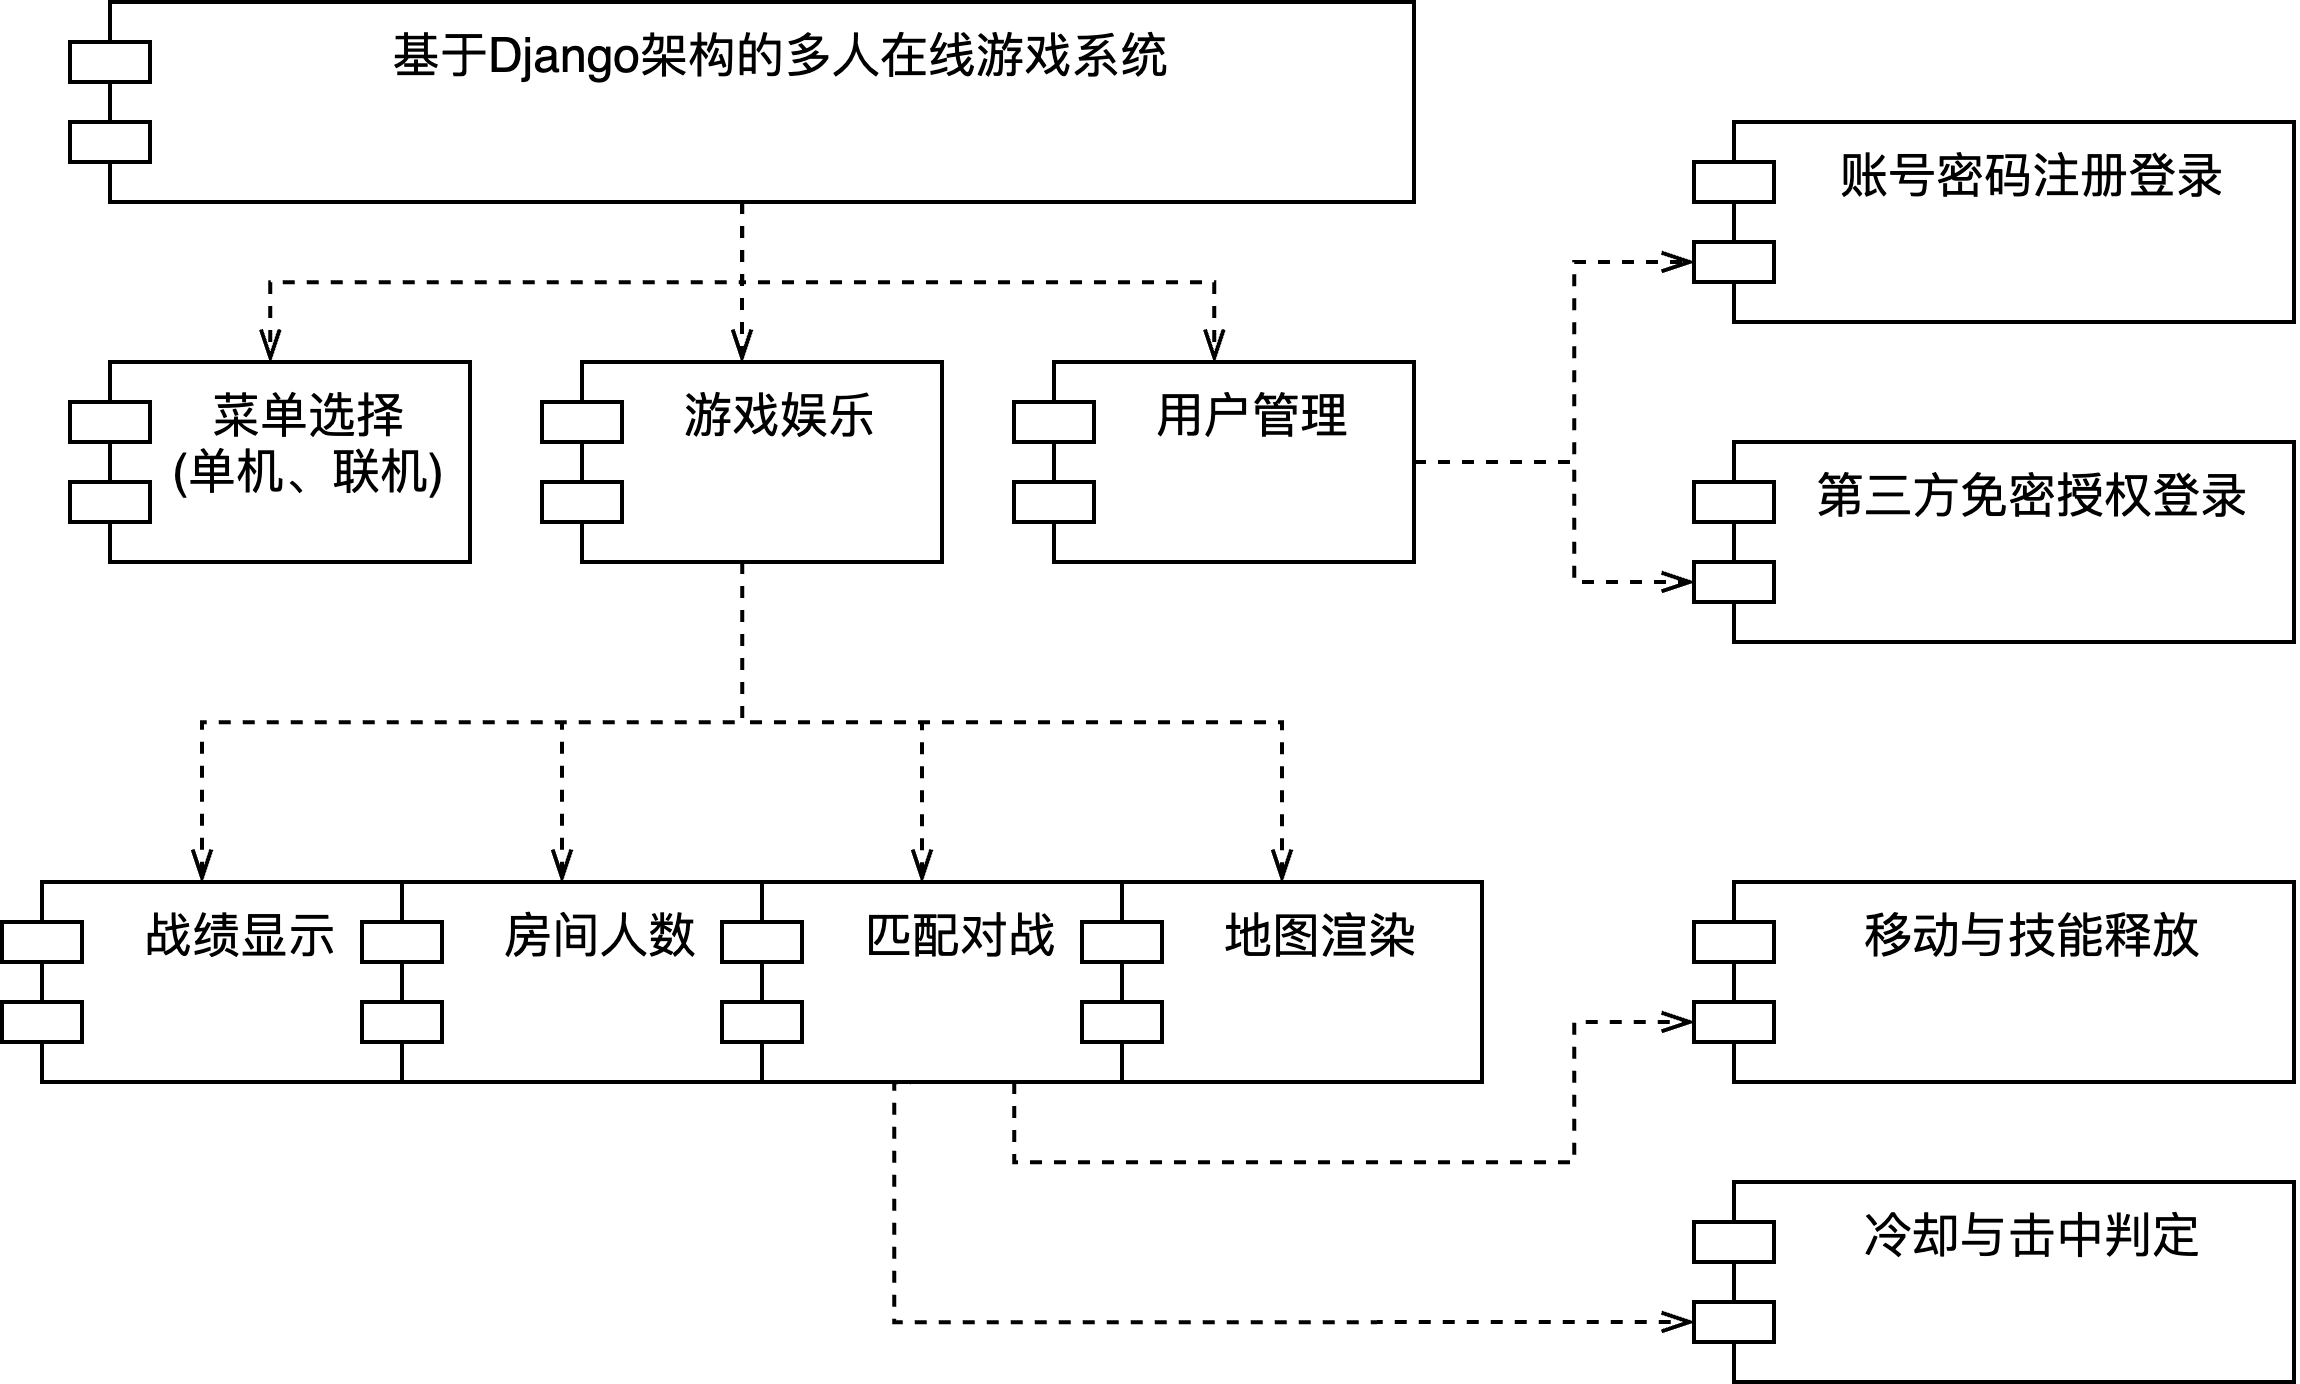 基于Django架构的多人在线游戏系统
账号密码注册登录
菜单选择
(单机、联机)
游戏娱乐
用户管理
第三方免密授权登录
战绩显示
房间人数
匹配对战
地图渲染
移动与技能释放
冷却与击中判定